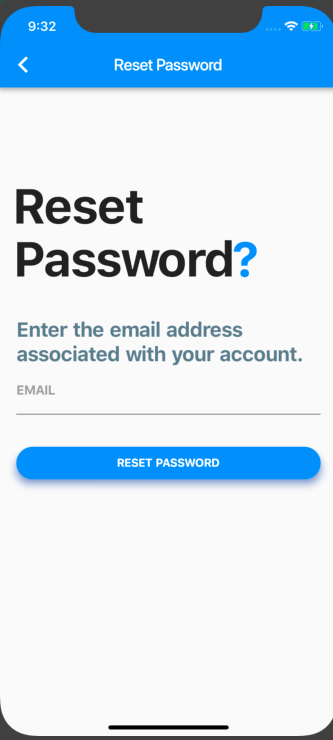 9:32
Reset Password
Reset
Password?
Enter the email address
associated with your account.
EMAIL
RESET PASSWORD